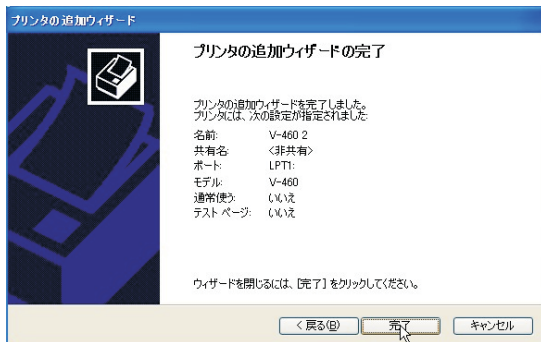 プリンタの追加ウィザード
プリンタの追加ウィザードの完了
プリンタの追加ウィザードを完了しました。
プリンタには、次の設定が指定されました:
名前: V-460 2
共有名: <非共有>
ポート: LPT1:
モデル: V-460
通常使う: いいえ
テスト ページ: いいえ
ウィザードを閉じるには、[完了] をクリックしてください。
< 戻る(B) 完了 キャンセル